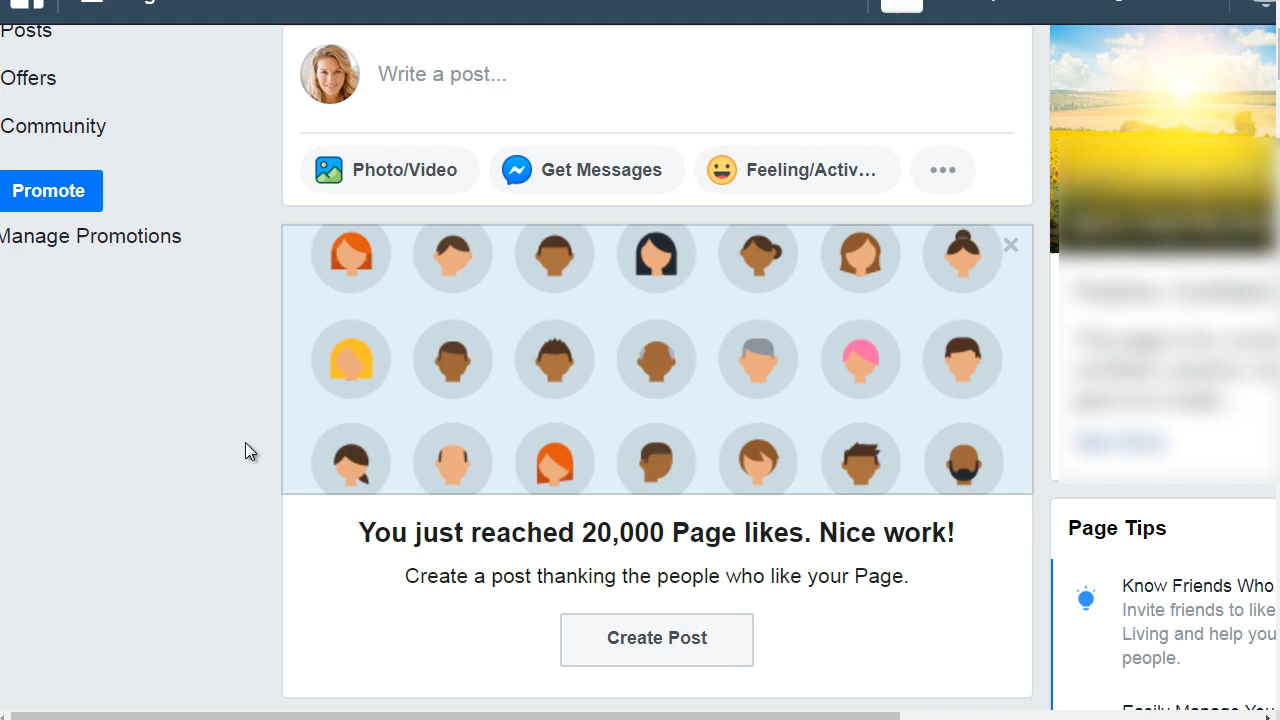 Posts
Offers
Community
Promote
Manage Promotions
Write a post...
Photo/Video
Get Messages
Feeling/Activ...
You just reached 20,000 Page likes. Nice work!
Create a post thanking the people who like your Page.
Create Post
Page Tips
Know Friends Who
Invite friends to like
Living and help you
people.